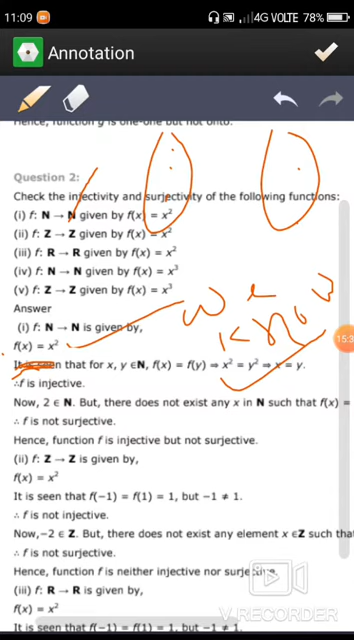 11:09 4G VOLTE 78%
Annotation
Hence, function g is one-one but not onto.
Question 2:
Check the injectivity and surjectivity of the following functions:
(i) f: N → N given by f(x) = x²
(ii) f: Z → Z given by f(x) = x²
(iii) f: R → R given by f(x) = x²
(iv) f: N → N given by f(x) = x³
(v) f: Z → Z given by f(x) = x³
we
know
Answer
(i) f: N → N is given by,
15:3
f(x) = x²
It is seen that for x, y ∈N, f(x) = f(y) ⇒ x² = y² ⇒ x = y.
∴f is injective.
Now, 2 ∈ N. But, there does not exist any x in N such that f(x) =
∴ f is not surjective.
Hence, function f is injective but not surjective.
(ii) f: Z → Z is given by,
f(x) = x²
It is seen that f(−1) = f(1) = 1, but −1 ≠ 1.
∴ f is not injective.
Now,−2 ∈ Z. But, there does not exist any element x ∈Z such that
∴ f is not surjective.
Hence, function f is neither injective nor surjective.
(iii) f: R → R is given by,
f(x) = x²
V.RECORDER
It is seen that f(−1) = f(1) = 1, but −1 ≠ 1.